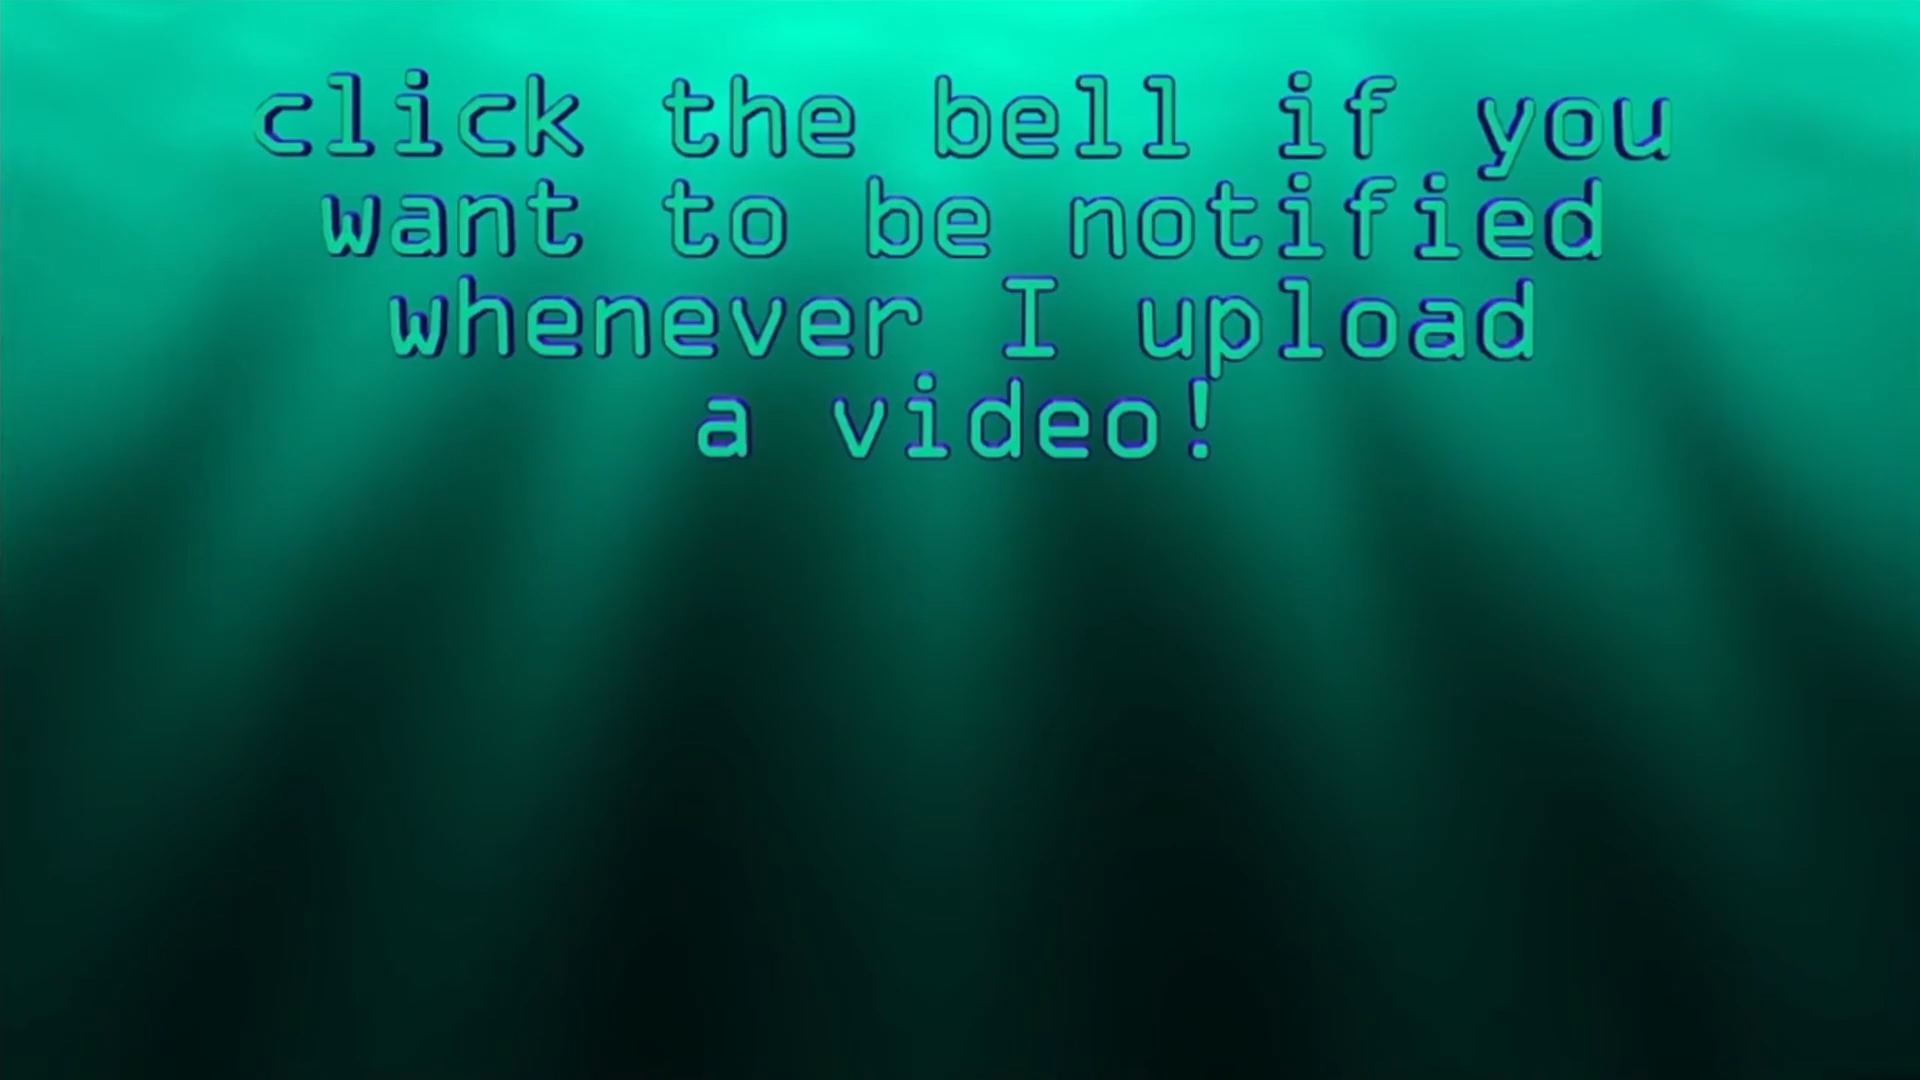 click the bell if you
want to be notified
whenever I upload
a video!